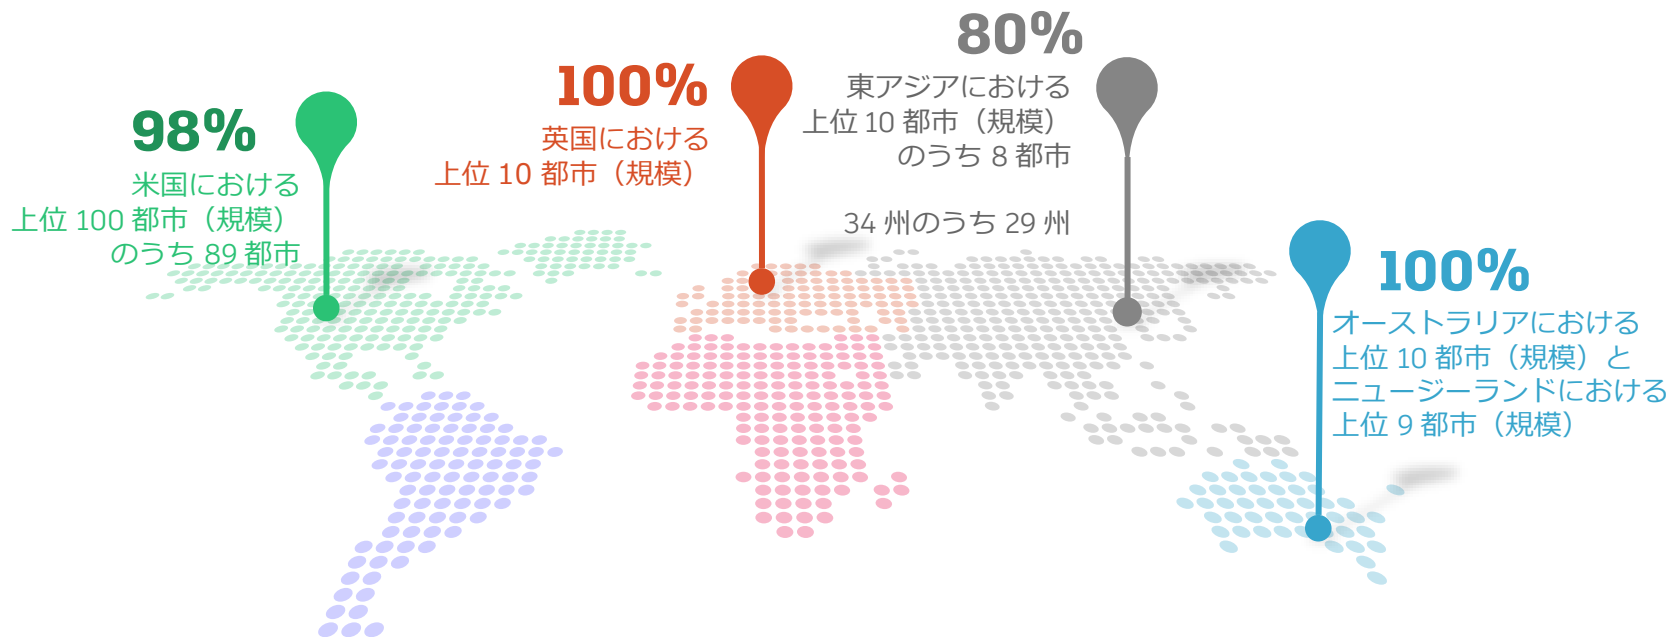 98%
米国における
上位 100 都市（規模）
のうち 89 都市
100%
英国における
上位 10 都市（規模）
80%
東アジアにおける
上位 10 都市（規模）
のうち 8 都市
34 州のうち 29 州
100%
オーストラリアにおける
上位 10 都市（規模）と
ニュージーランドにおける
上位 9 都市（規模）